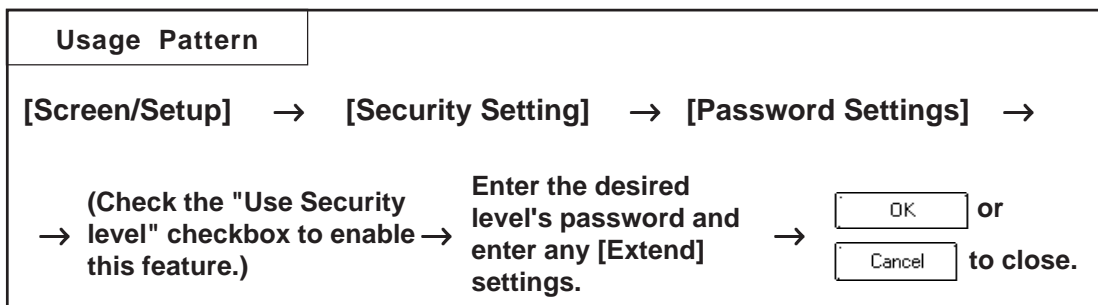 Usage Pattern
[Screen/Setup] → [Security Setting] → [Password Settings] →
→ (Check the "Use Security level" checkbox to enable this feature.) → Enter the desired level's password and enter any [Extend] settings. → OK or Cancel to close.